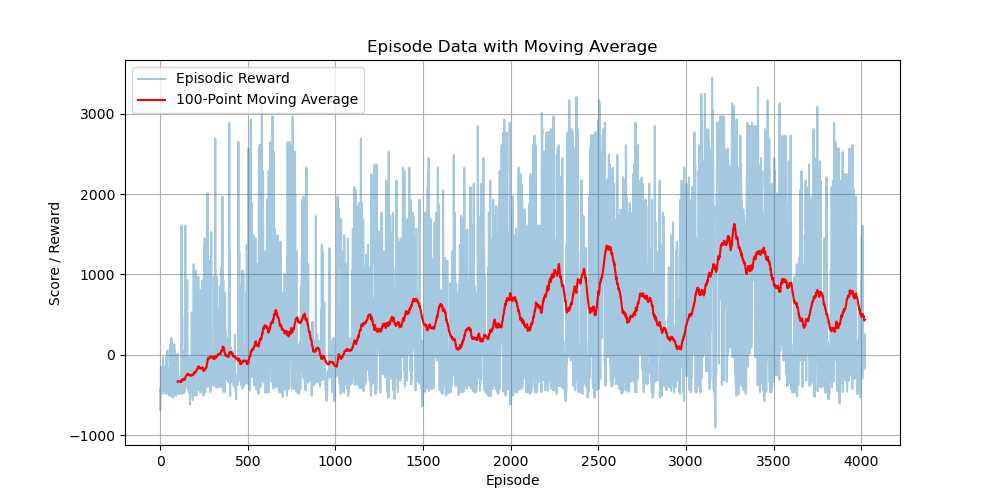 Episode Data with Moving Average
Episodic Reward
100-Point Moving Average
Score / Reward
3000
2000
1000
0
−1000
0 500 1000 1500 2000 2500 3000 3500 4000
Episode